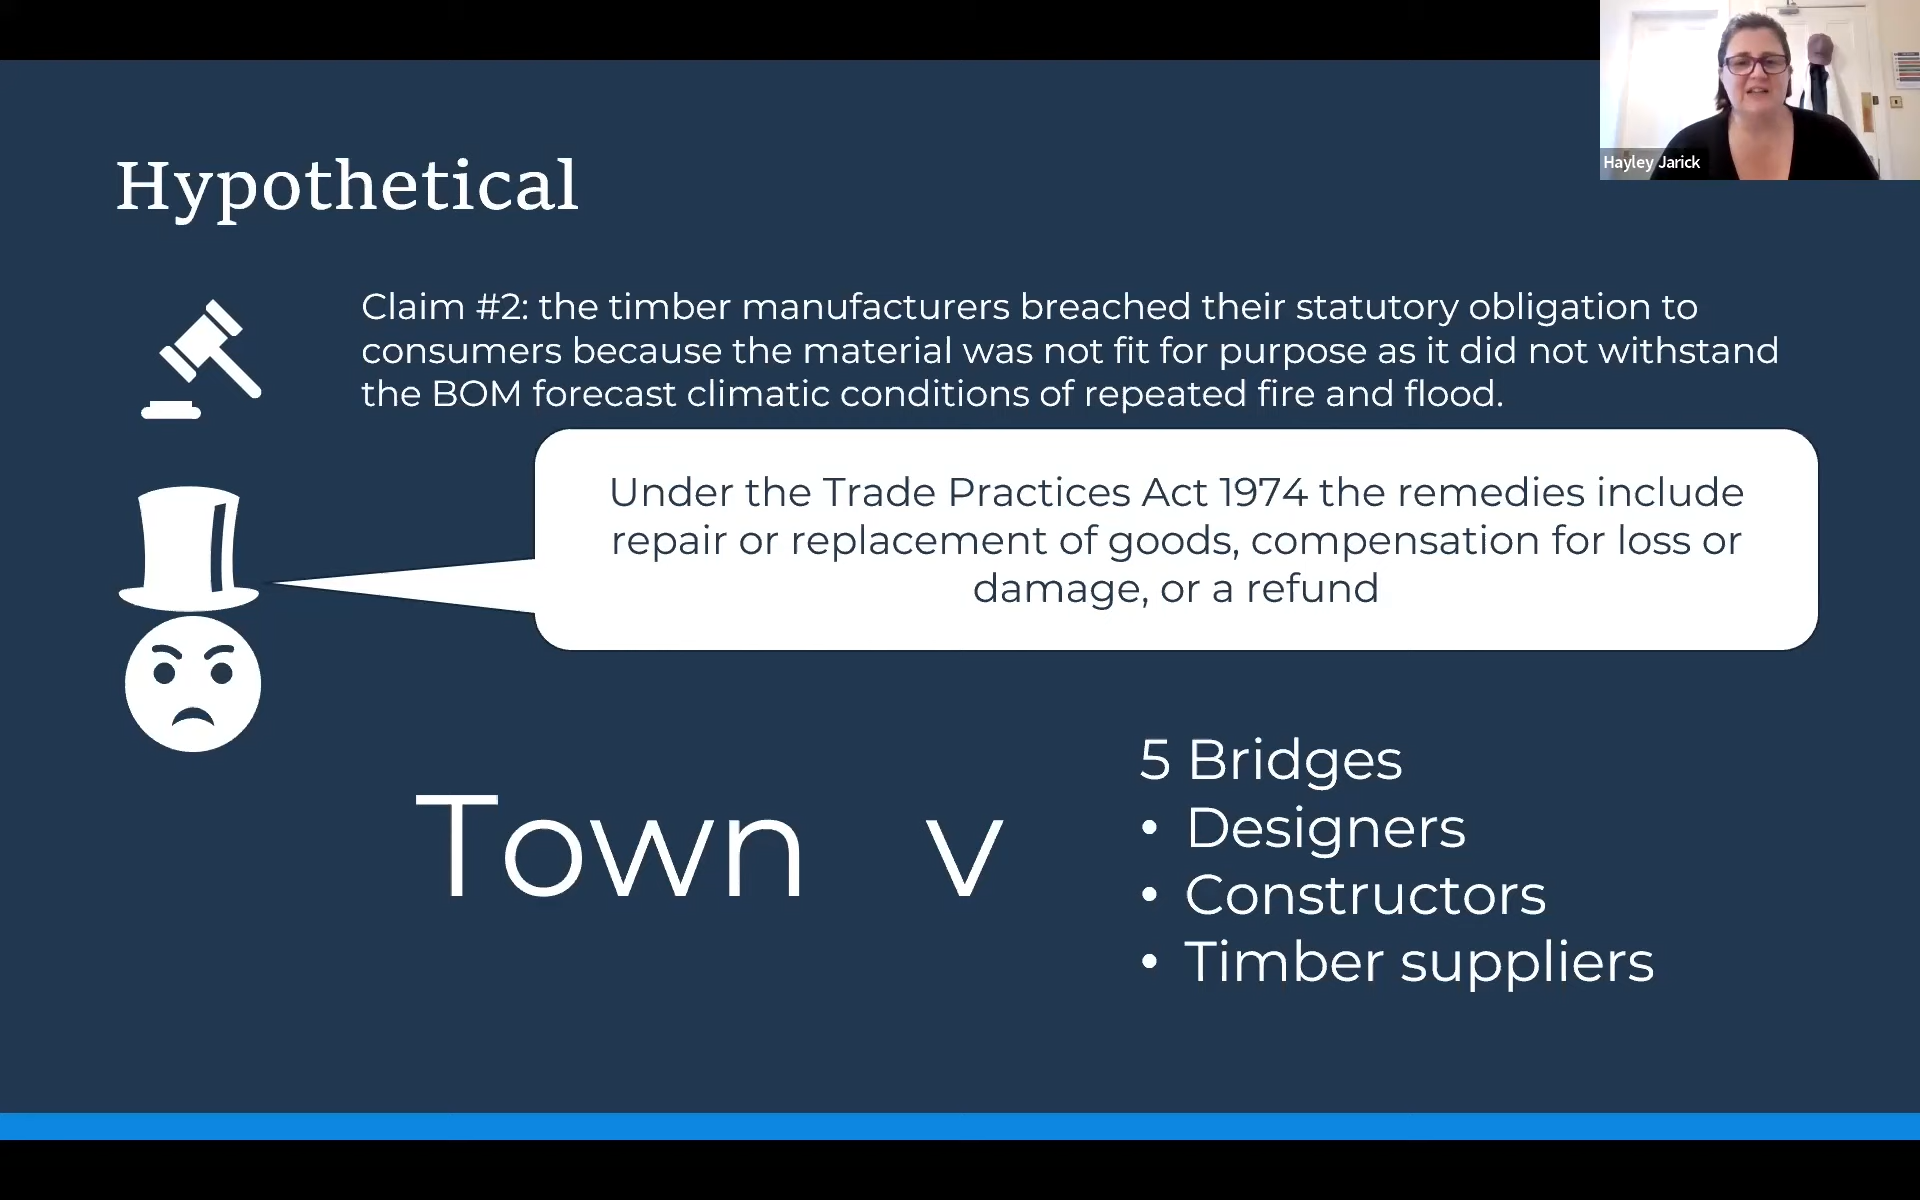 Hayley Jarick
Hypothetical
Claim #2: the timber manufacturers breached their statutory obligation to
consumers because the material was not fit for purpose as it did not withstand
the BOM forecast climatic conditions of repeated fire and flood.
Under the Trade Practices Act 1974 the remedies include
repair or replacement of goods, compensation for loss or
damage, or a refund
Town v
5 Bridges
• Designers
• Constructors
• Timber suppliers